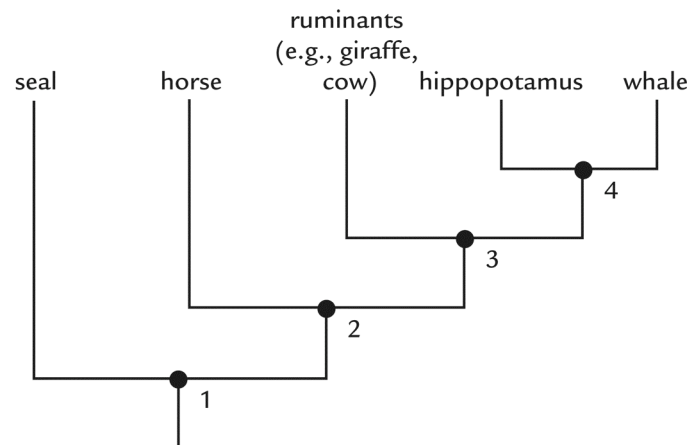 ruminants
(e.g., giraffe,
seal horse cow) hippopotamus whale
4
3
2
1